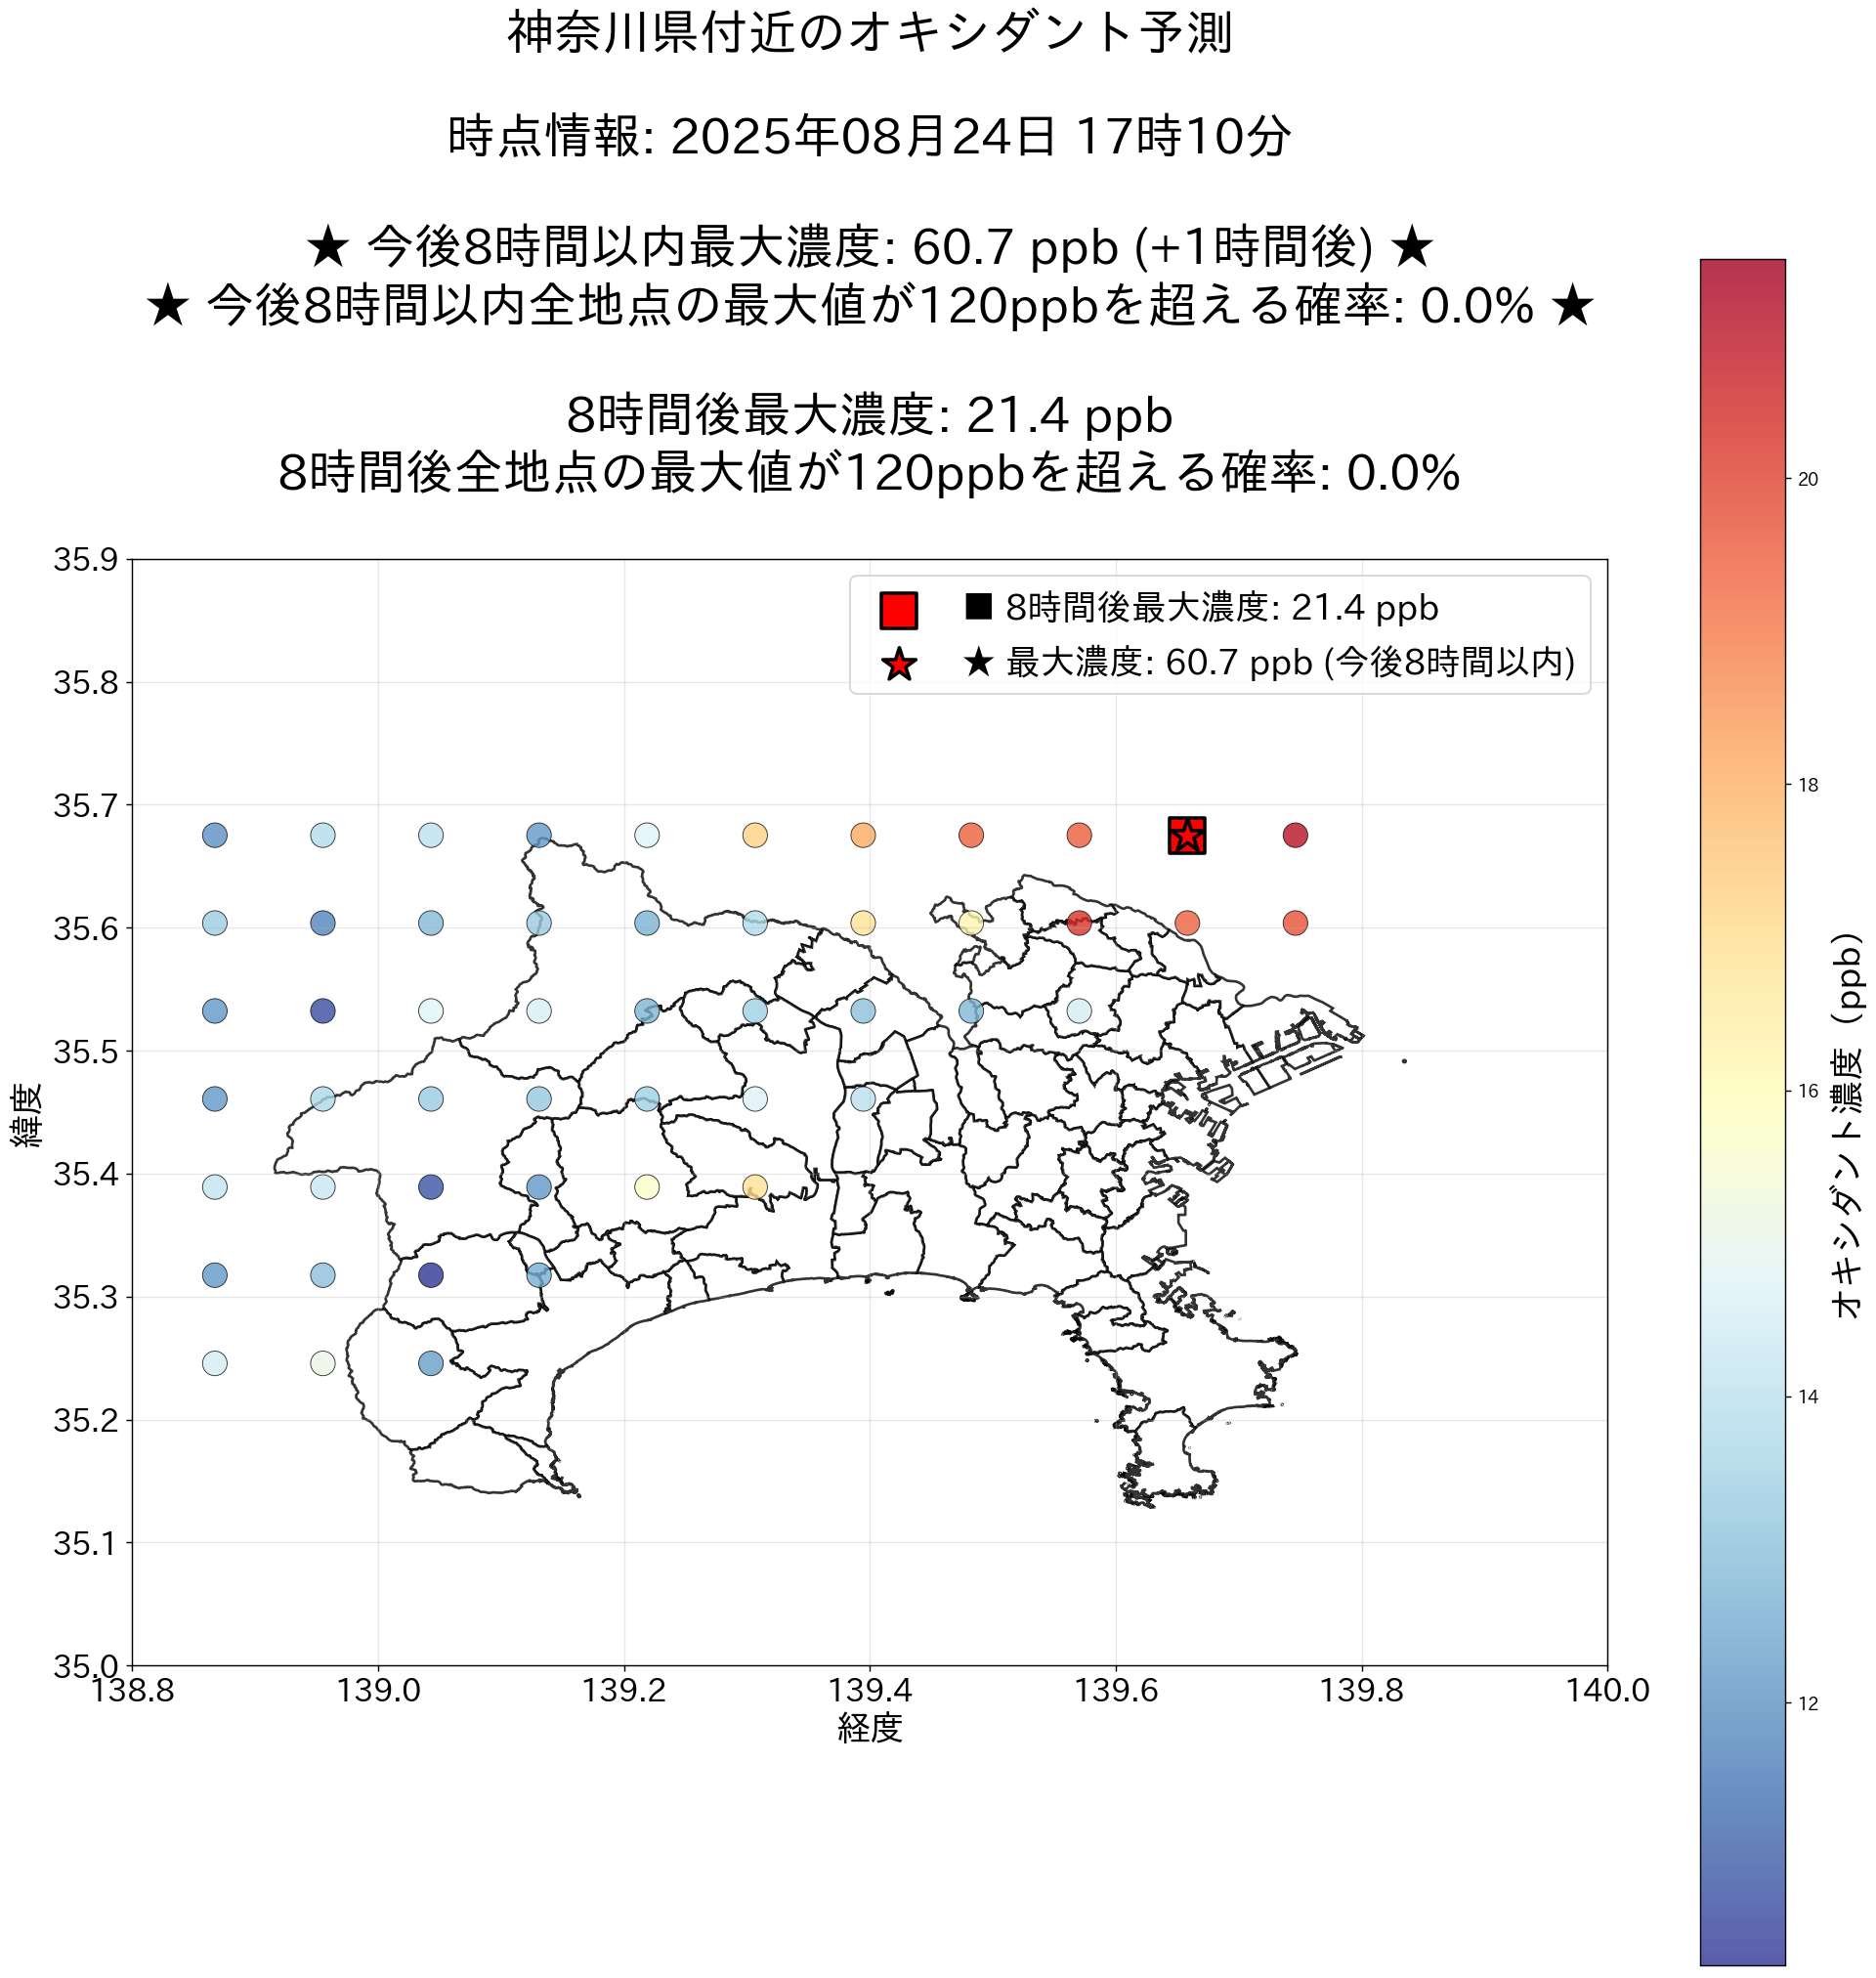 神奈川県付近のオキシダント予測
時点情報: 2025年08月24日 17時10分
★ 今後8時間以内最大濃度: 60.7 ppb (+1時間後) ★
★ 今後8時間以内全地点の最大値が120ppbを超える確率: 0.0% ★
8時間後最大濃度: 21.4 ppb
8時間後全地点の最大値が120ppbを超える確率: 0.0%
■ 8時間後最大濃度: 21.4 ppb
★ 最大濃度: 60.7 ppb (今後8時間以内)
35.9
35.8
35.7
35.6
35.5
35.4
35.3
35.2
35.1
35.0
緯度
138.8
139.0
139.2
139.4
139.6
139.8
140.0
経度
20
18
16
14
12
オキシダント濃度（ppb）